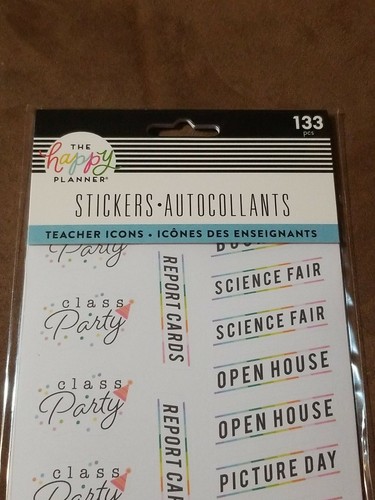 133
pcs
THE
happy
PLANNER®
STICKERS•AUTOCOLLANTS
TEACHER ICONS • ICÔNES DES ENSEIGNANTS
Party
class
Party
class
Party
class
REPORT CARDS
REPORT CAR
SCIENCE FAIR
SCIENCE FAIR
OPEN HOUSE
OPEN HOUSE
PICTURE DAY